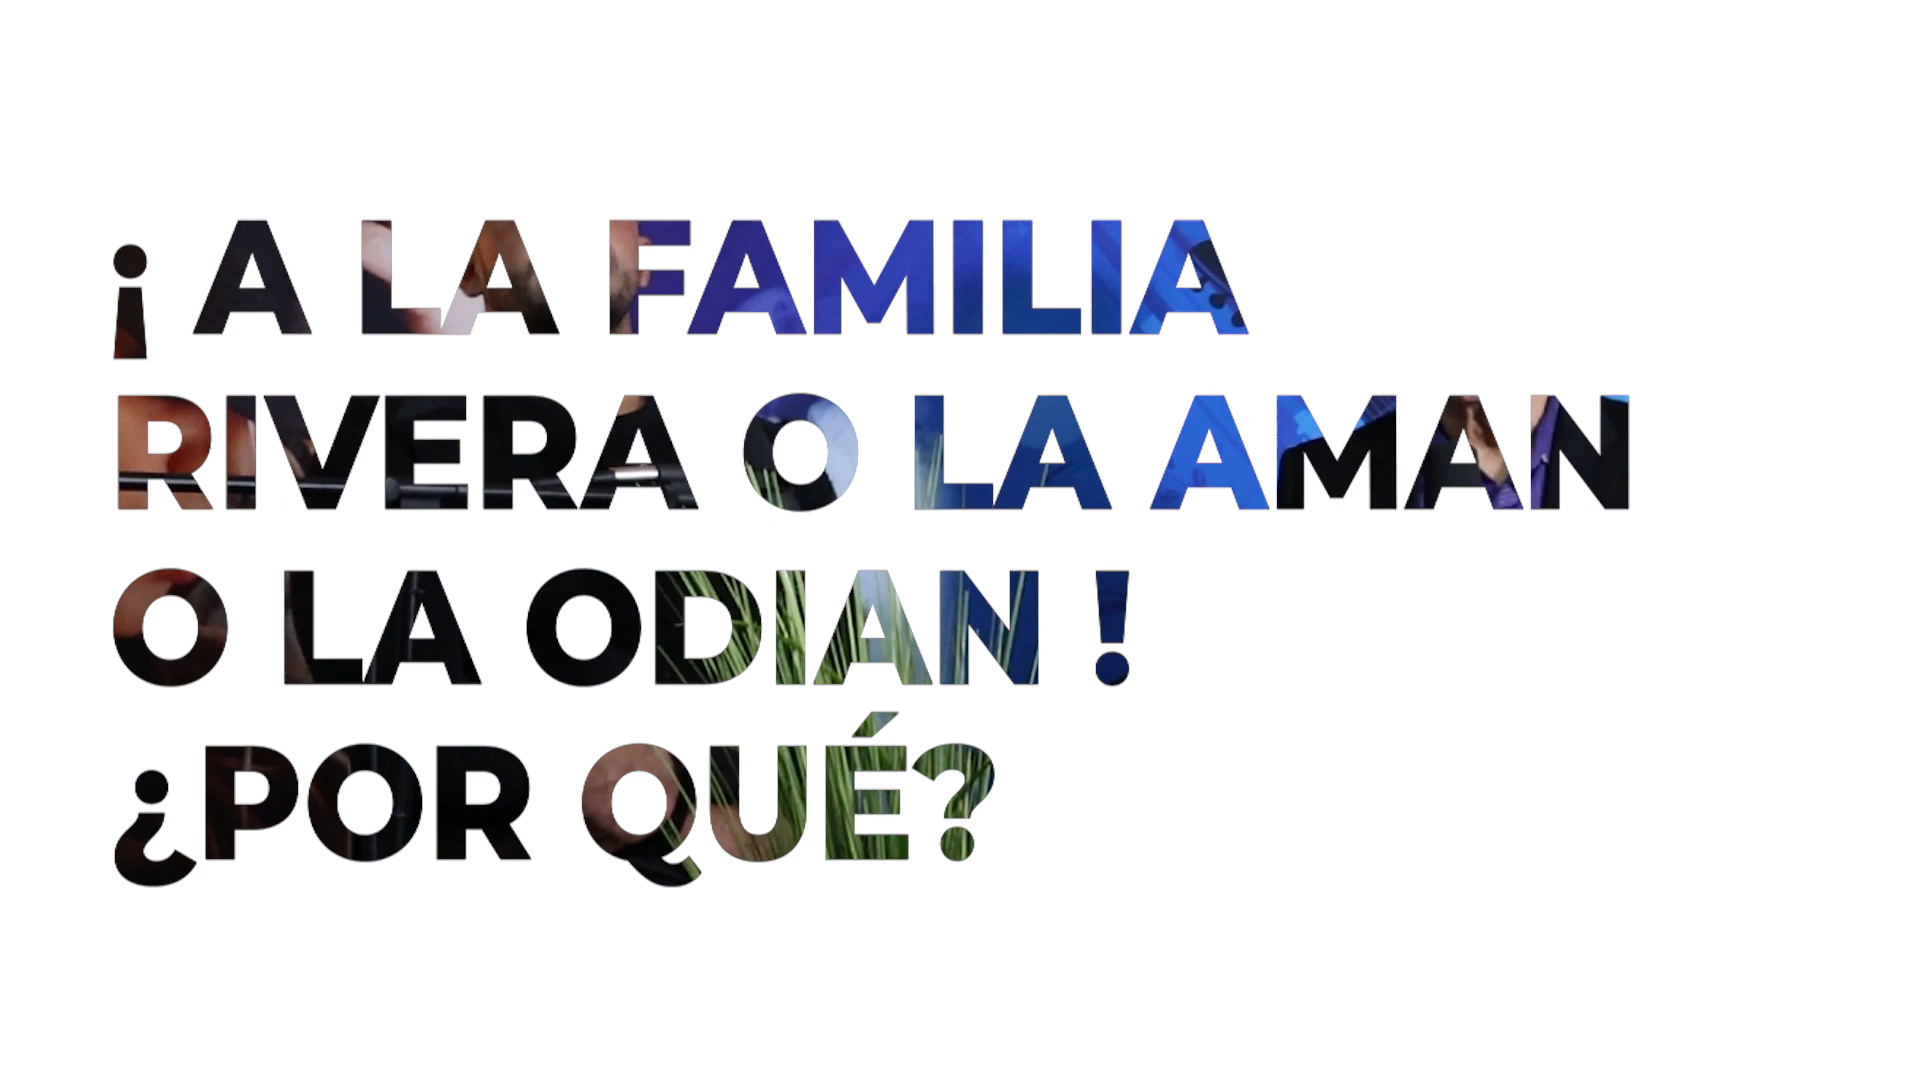 ¡ A LA FAMILIA
RIVERA O LA AMAN
O LA ODIAN !
¿POR QUÉ?